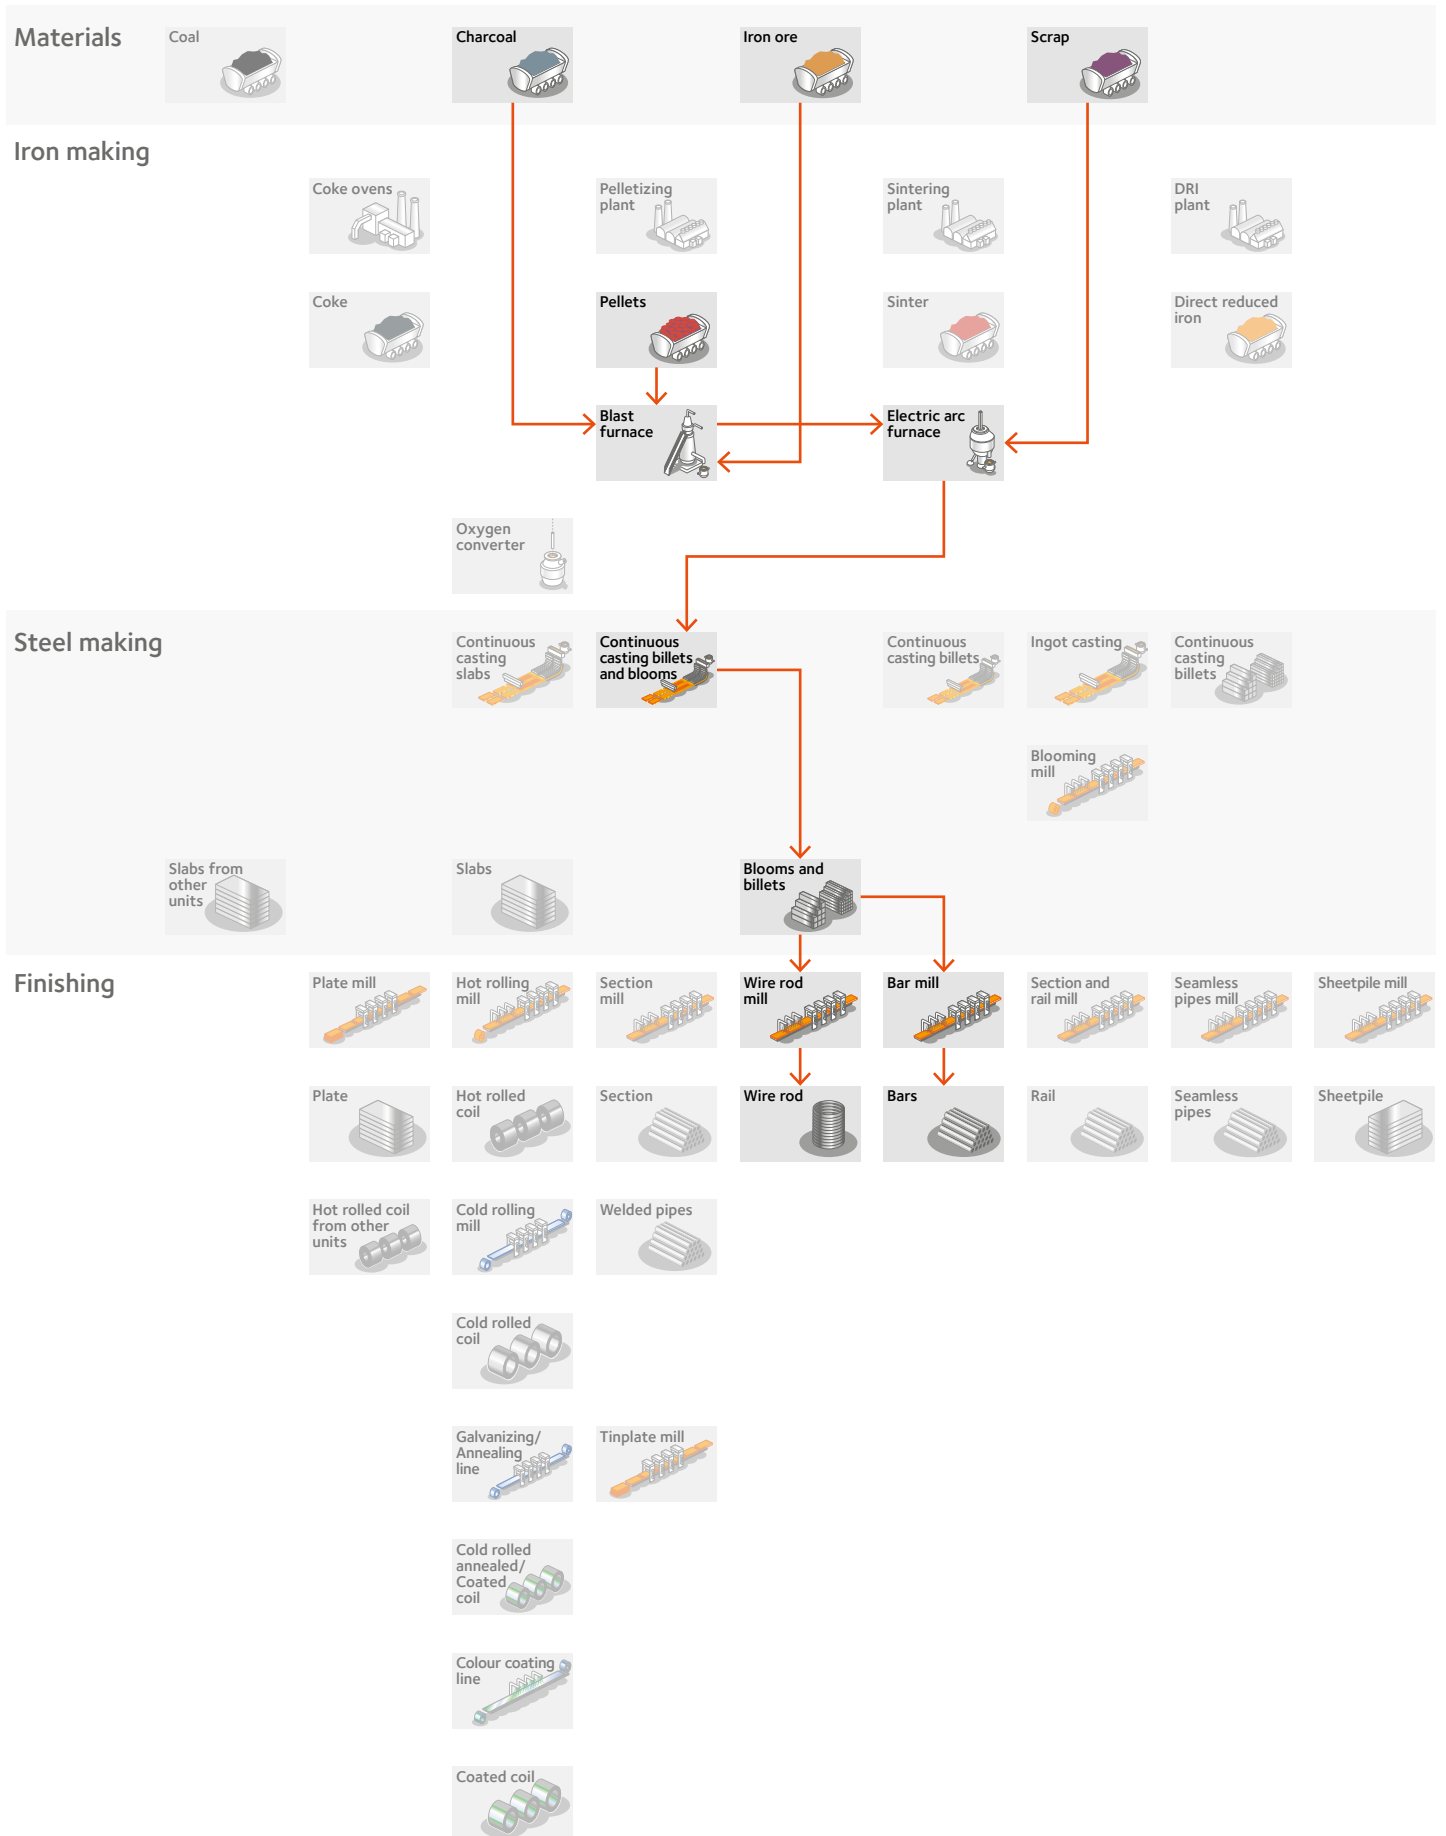 Materials
Coal
Charcoal
Iron ore
Scrap
Iron making
Coke ovens
Pelletizing
plant
Sintering
plant
DRI
plant
Coke
Pellets
Sinter
Direct reduced
iron
Blast
furnace
Electric arc
furnace
Oxygen
converter
Steel making
Continuous
casting
slabs
Continuous
casting billets
and blooms
Continuous
casting billets
Ingot casting
Continuous
casting
billets
Blooming
mill
Slabs from
other
units
Slabs
Blooms and
billets
Finishing
Plate mill
Hot rolling
mill
Section
mill
Wire rod
mill
Bar mill
Section and
rail mill
Seamless
pipes mill
Sheetpile mill
Plate
Hot rolled
coil
Section
Wire rod
Bars
Rail
Seamless
pipes
Sheetpile
Hot rolled coil
from other
units
Cold rolling
mill
Welded pipes
Cold rolled
coil
Galvanizing/
Annealing
line
Tinplate mill
Cold rolled
annealed/
Coated
coil
Colour coating
line
Coated coil